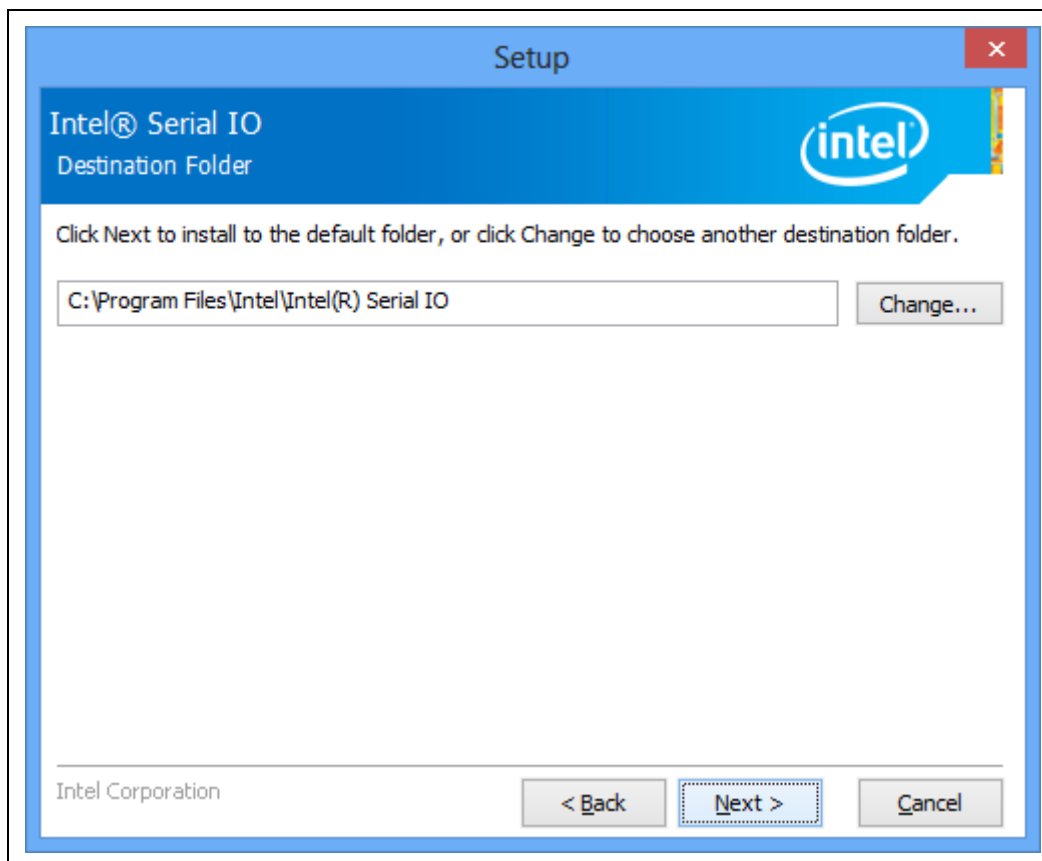 Setup
Intel® Serial IO
Destination Folder
intel
Click Next to install to the default folder, or click Change to choose another destination folder.
C:\Program Files\Intel\Intel(R) Serial IO
Change...
Intel Corporation
< Back
Next >
Cancel